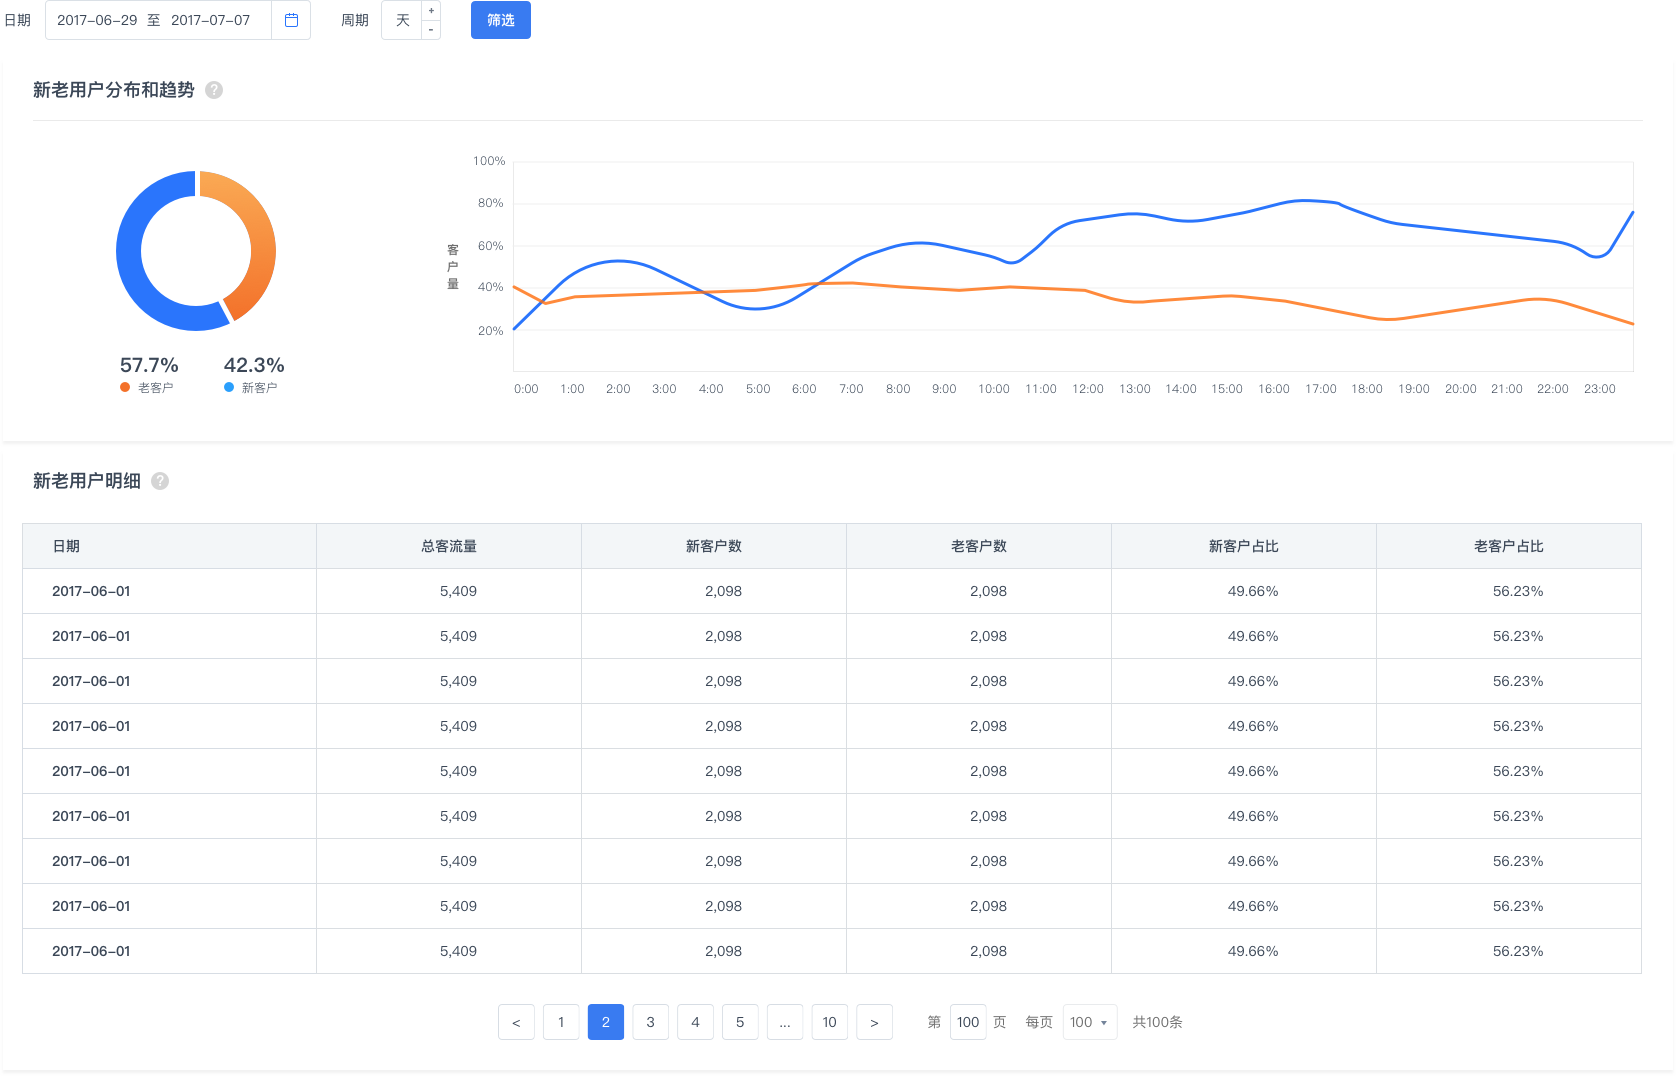 日期 2017-06-29 至 2017-07-07 周期 天 + - 筛选
新老用户分布和趋势 ?
57.7% 42.3%
老客户 新客户
客户量
100%
80%
60%
40%
20%
0:00 1:00 2:00 3:00 4:00 5:00 6:00 7:00 8:00 9:00 10:00 11:00 12:00 13:00 14:00 15:00 16:00 17:00 18:00 19:00 20:00 21:00 22:00 23:00
新老用户明细 ?
日期 总客流量 新客户数 老客户数 新客户占比 老客户占比
2017-06-01 5,409 2,098 2,098 49.66% 56.23%
2017-06-01 5,409 2,098 2,098 49.66% 56.23%
2017-06-01 5,409 2,098 2,098 49.66% 56.23%
2017-06-01 5,409 2,098 2,098 49.66% 56.23%
2017-06-01 5,409 2,098 2,098 49.66% 56.23%
2017-06-01 5,409 2,098 2,098 49.66% 56.23%
2017-06-01 5,409 2,098 2,098 49.66% 56.23%
2017-06-01 5,409 2,098 2,098 49.66% 56.23%
2017-06-01 5,409 2,098 2,098 49.66% 56.23%
< 1 2 3 4 5 ... 10 > 第 100 页 每页 100 共100条